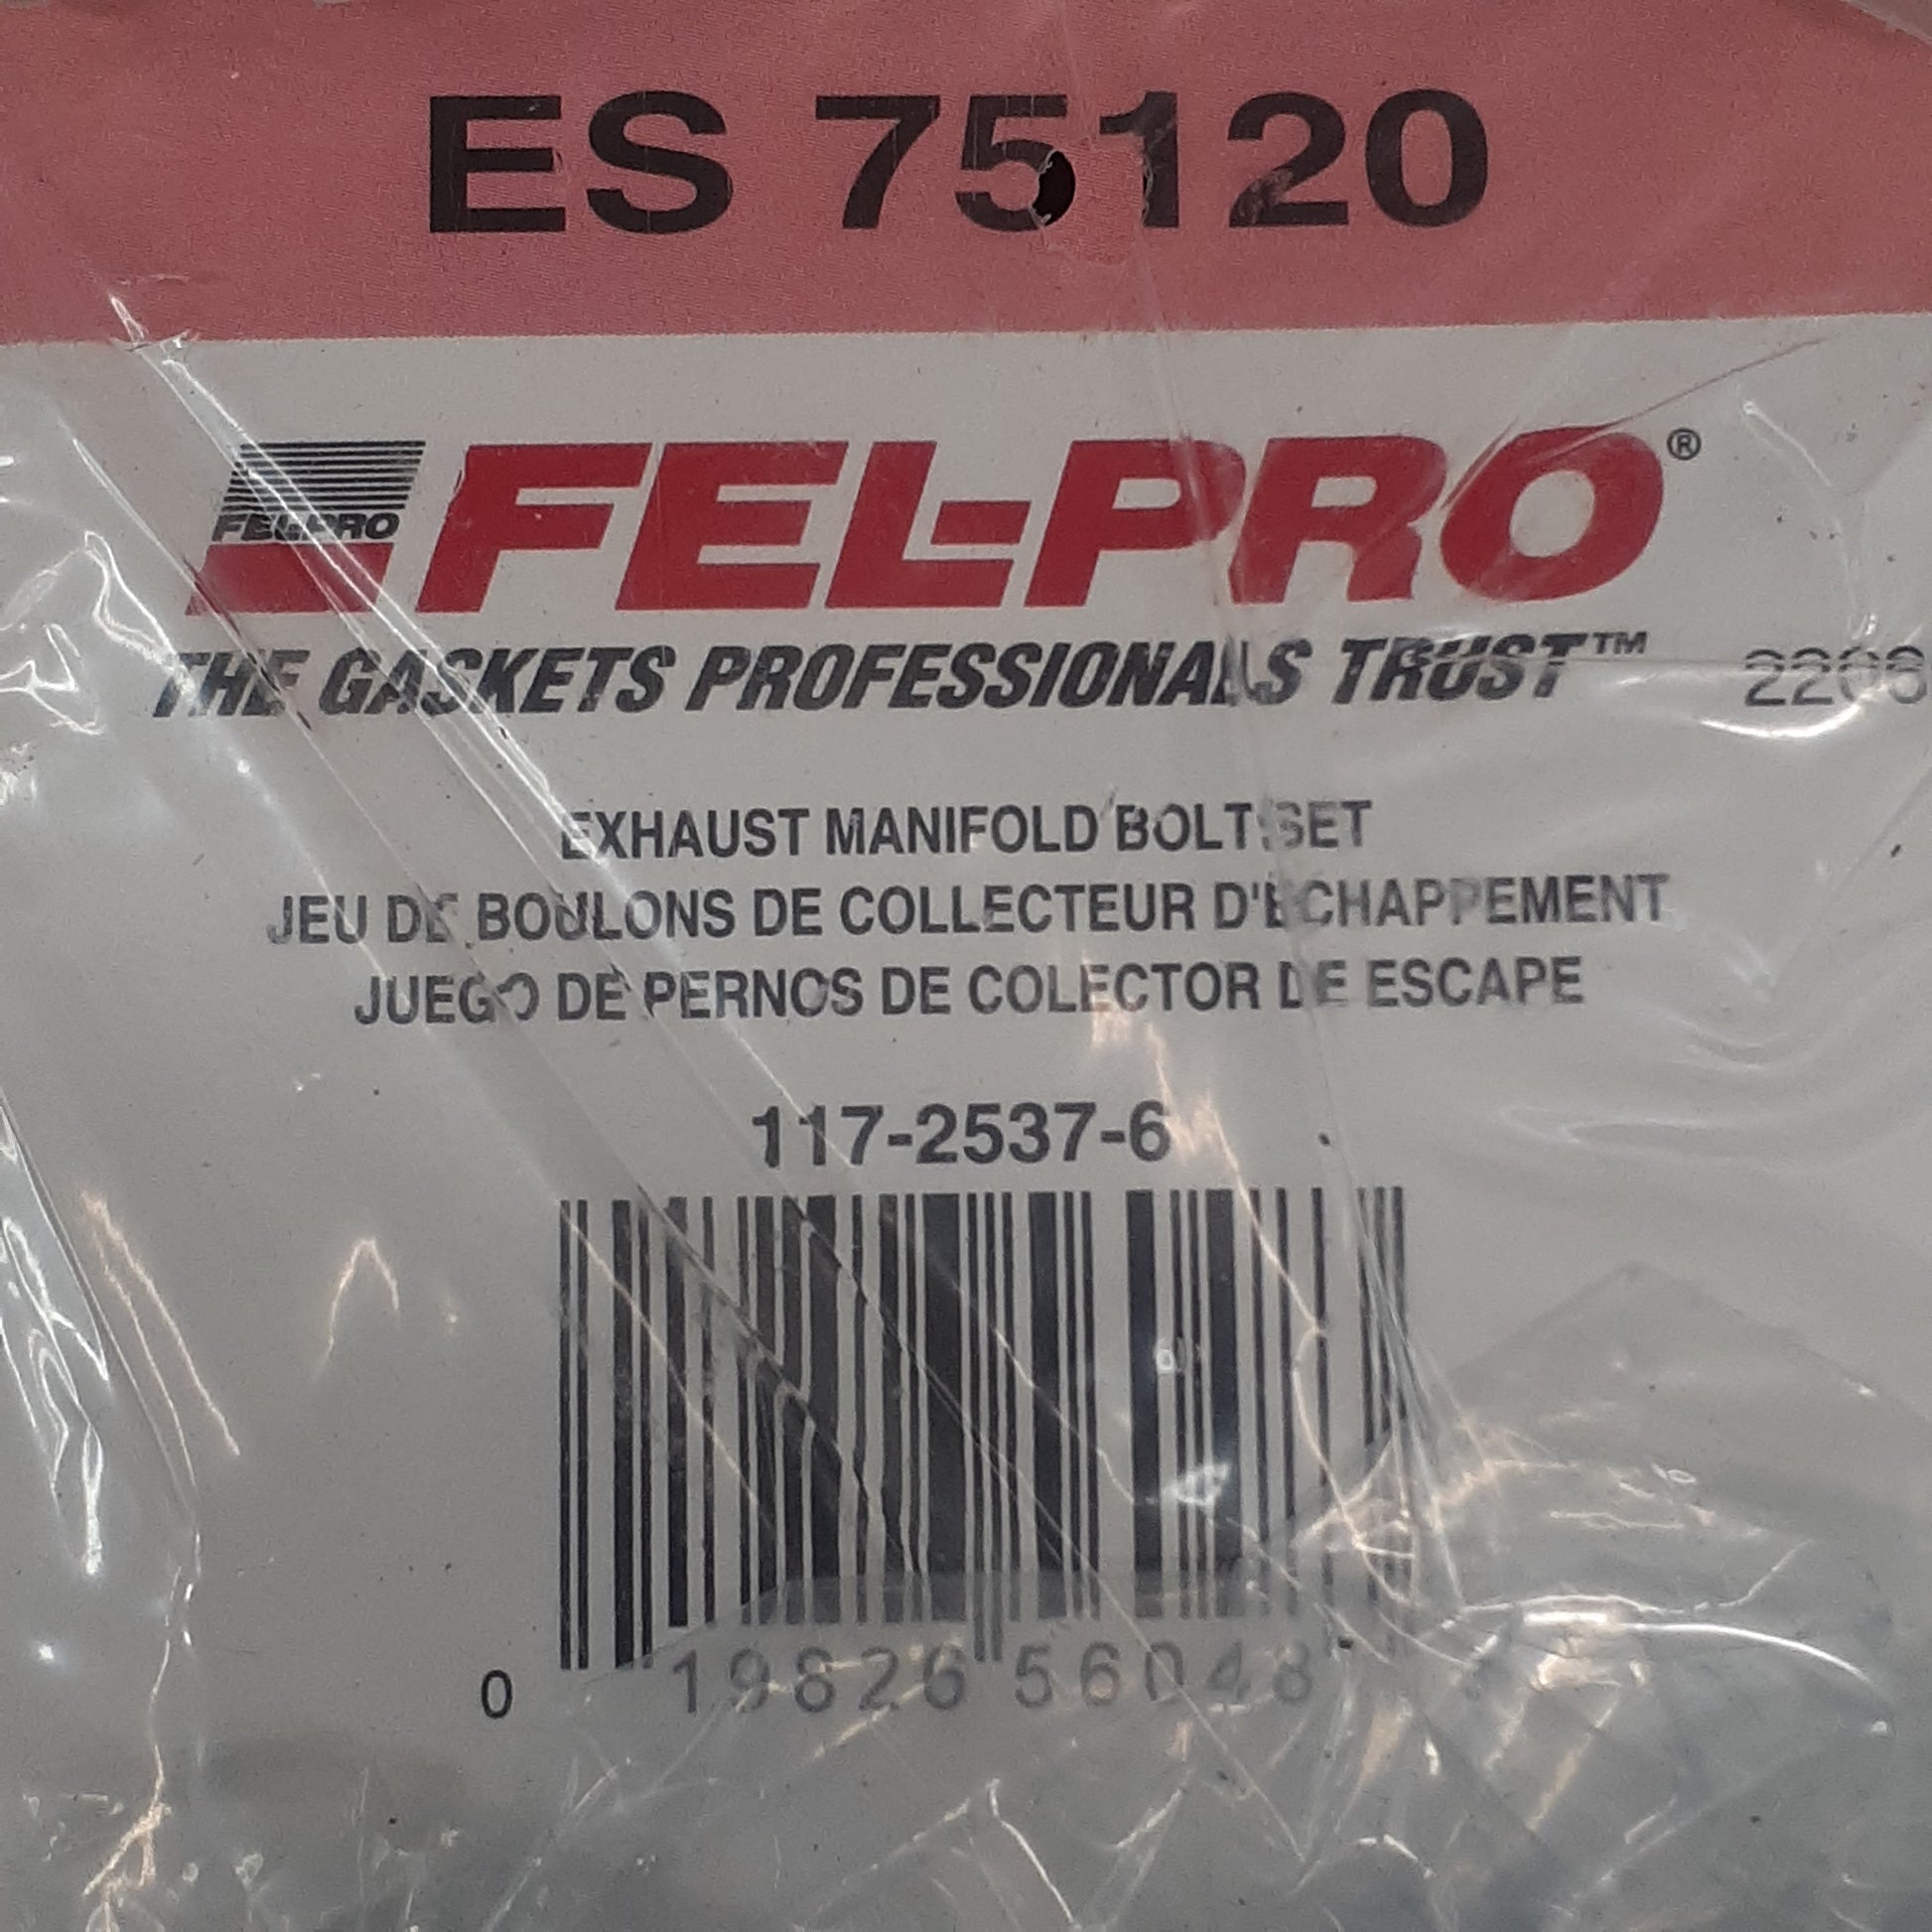 ES 75120
FEL-PRO
FEL-PRO®
THE GASKETS PROFESSIONALS TRUST™
EXHAUST MANIFOLD BOLT SET
JEU DE BOULONS DE COLLECTEUR D'ECHAPPEMENT
JUEGO DE PERNOS DE COLECTOR DE ESCAPE
117-2537-6
0 19826 56048